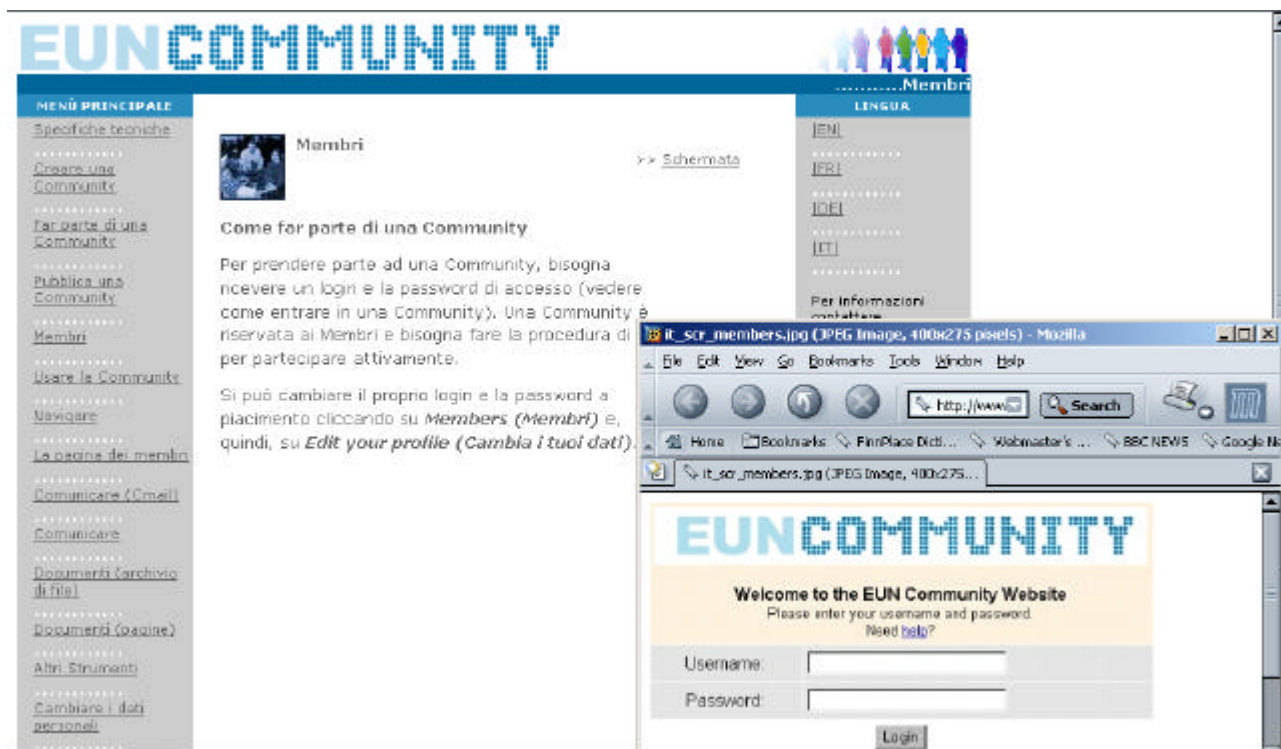 EUNCOMMUNITY
...........Membri
MENÙ PRINCIPALE
Specifiche tecniche
Creare una
Community
Far parte di una
Community
Pubblica una
Community
Membri
Usare la Community
Navigare
La pagina dei membri
Comunicare (Cmail)
Comunicare
Documenti (archivio
di file)
Documenti (pagine)
Altri Strumenti
Cambiare i dati
personali
Membri
>> Schermata
Come far parte di una Community
Per prendere parte ad una Community, bisogna
ricevere un login e la password di accesso (vedere
come entrare in una Community). Una Community è
riservata ai Membri e bisogna fare la procedura di
per partecipare attivamente.
Si può cambiare il proprio login e la password a
piacimento cliccando su Members (Membri) e,
quindi, su Edit your profile (Cambia i tuoi dati).
LINGUA
|EN|
|FR|
|DE|
|IT|
Per informazioni
contattare
it_scr_members.jpg (JPEG Image, 400x275 pixels) - Mozilla
File Edit View Go Bookmarks Tools Window Help
http://www
Search
Home Bookmarks FinnPlace Dicti... Webmaster's ... BBC NEWS Google Ne
it_scr_members.jpg (JPEG Image, 400x275...
EUNCOMMUNITY
Welcome to the EUN Community Website
Please enter your username and password.
Need help?
Username:
Password:
Login